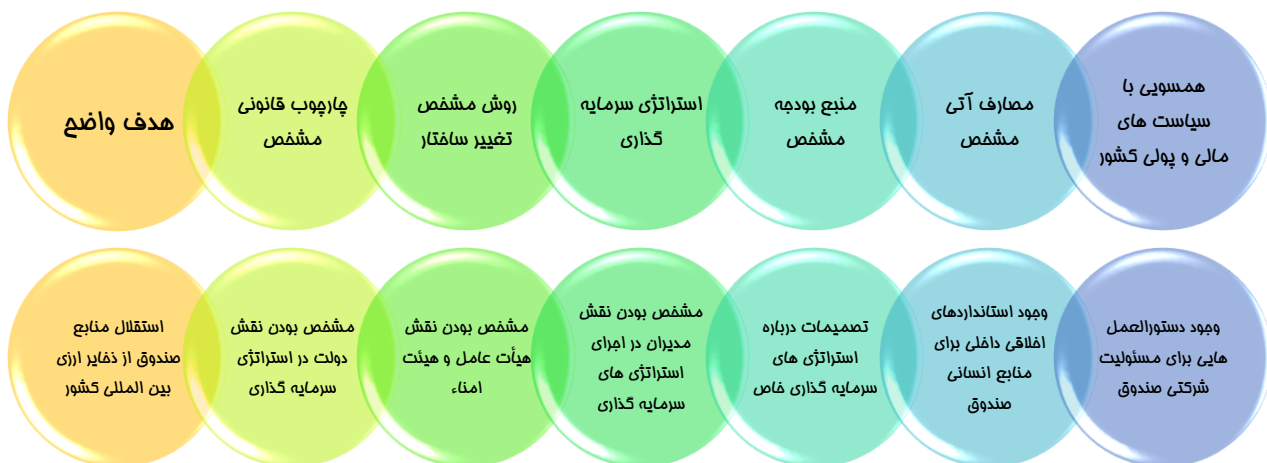 هدف واضح
چارچوب قانونی
مشخص
روش مشخص
تغییر ساختار
استراتژی سرمایه
گذاری
منبع بودجه
مشخص
مصارف آتی
مشخص
همسویی با
سیاست های
مالی و پولی کشور
استقلال منابع
صندوق از ذخایر ارزی
بین المللی کشور
مشخص بودن نقش
دولت در استراتژی
سرمایه گذاری
مشخص بودن نقش
هیأت عامل و هیئت
امناء
مشخص بودن نقش
مدیران در اجرای
استراتژی های
سرمایه گذاری
تصمیمات درباره
استراتژی های
سرمایه گذاری خاص
وجود استانداردهای
اخلاقی داخلی برای
منابع انسانی
صندوق
وجود دستورالعمل
هایی برای مسئولیت
شرکتی صندوق